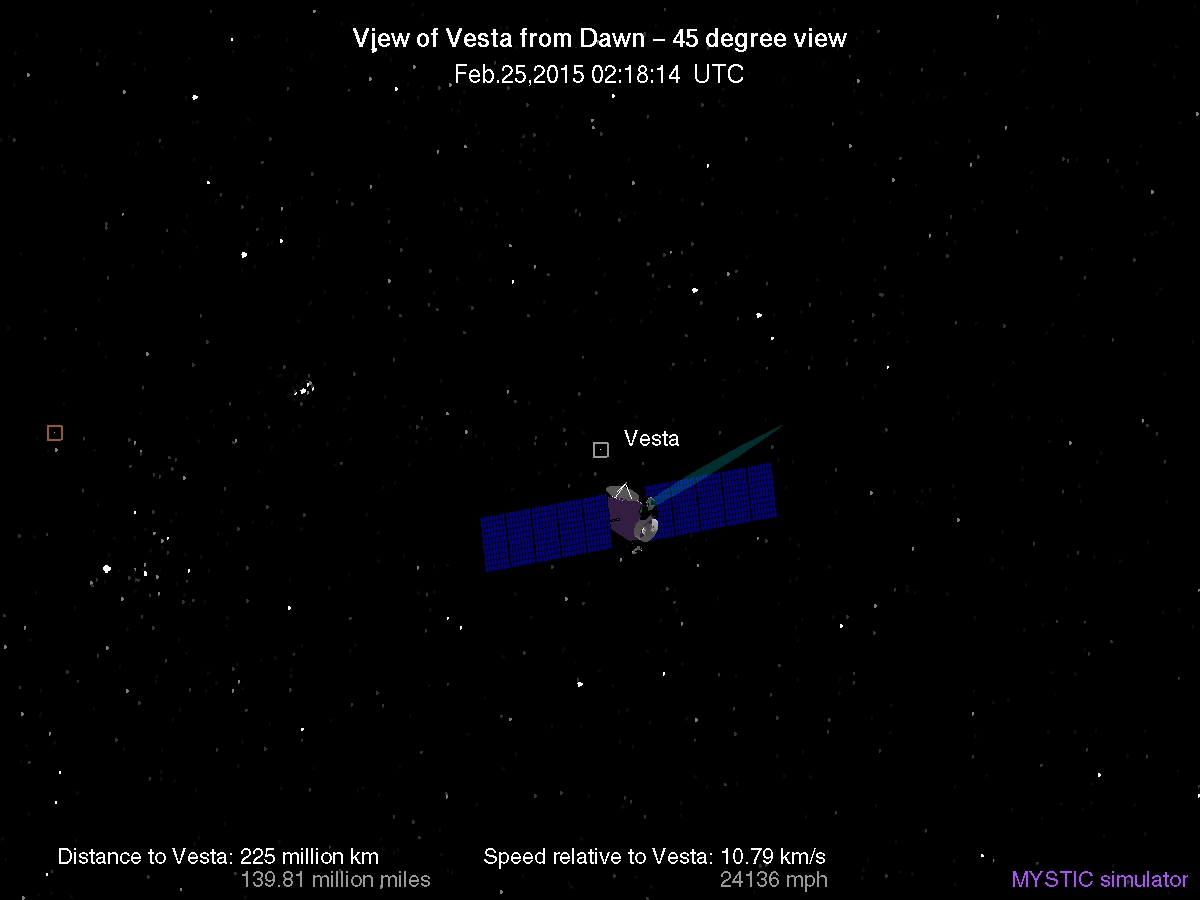 View of Vesta from Dawn – 45 degree view
Feb.25,2015 02:18:14 UTC
Vesta
Distance to Vesta: 225 million km
139.81 million miles
Speed relative to Vesta: 10.79 km/s
24136 mph
MYSTIC simulator